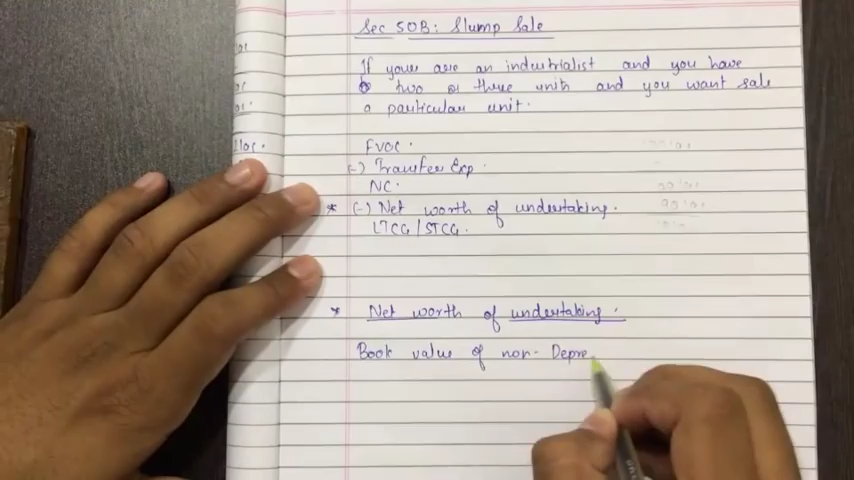 Sec 50B: Slump Sale
If youre are an industrialist and you have
two or three units and you want sale
a particular unit.
FVOC.
(-) Transfer Exp.
NC.
* (-) Net worth of undertaking.
LTCG/STCG.
* Net worth of undertaking.
Book value of non-Depre